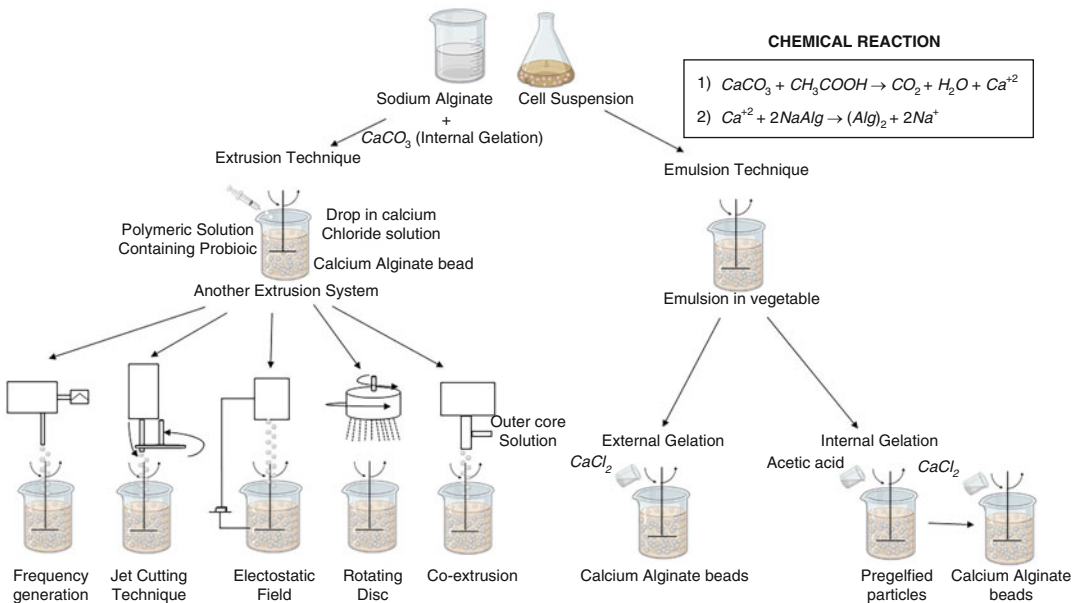 CHEMICAL REACTION
1) CaCO₃ + CH₃COOH → CO₂ + H₂O + Ca⁺²
2) Ca⁺² + 2NaAlg → (Alg)₂ + 2Na⁺
Sodium Alginate
+
CaCO₃ (Internal Gelation)
Cell Suspension
Extrusion Technique
Emulsion Technique
Polymeric Solution
Containing Probioic
Drop in calcium
Chloride solution
Calcium Alginate bead
Another Extrusion System
Emulsion in vegetable
Outer core
Solution
External Gelation
CaCl₂
Internal Gelation
Acetic acid
CaCl₂
Frequency
generation
Jet Cutting
Technique
Electostatic
Field
Rotating
Disc
Co-extrusion
Calcium Alginate beads
Pregelfied
particles
Calcium Alginate
beads